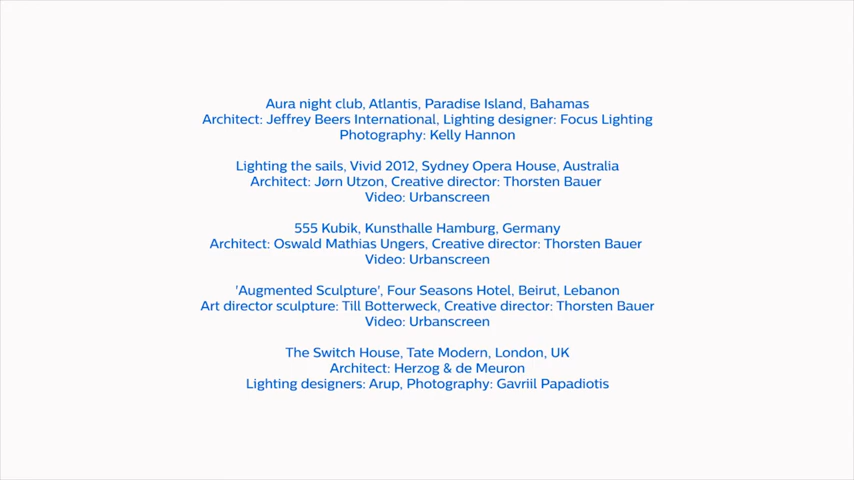 Aura night club, Atlantis, Paradise Island, Bahamas
Architect: Jeffrey Beers International, Lighting designer: Focus Lighting
Photography: Kelly Hannon
Lighting the sails, Vivid 2012, Sydney Opera House, Australia
Architect: Jørn Utzon, Creative director: Thorsten Bauer
Video: Urbanscreen
555 Kubik, Kunsthalle Hamburg, Germany
Architect: Oswald Mathias Ungers, Creative director: Thorsten Bauer
Video: Urbanscreen
'Augmented Sculpture', Four Seasons Hotel, Beirut, Lebanon
Art director sculpture: Till Botterweck, Creative director: Thorsten Bauer
Video: Urbanscreen
The Switch House, Tate Modern, London, UK
Architect: Herzog & de Meuron
Lighting designers: Arup, Photography: Gavriil Papadiotis